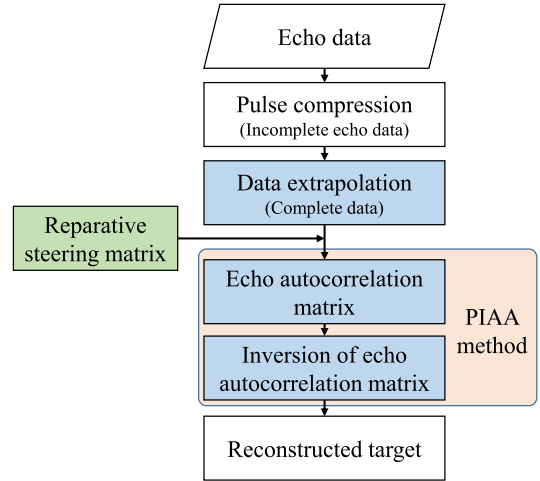 Echo data
Pulse compression
(Incomplete echo data)
Data extrapolation
(Complete data)
Reparative
steering matrix
Echo autocorrelation
matrix
PIAA
method
Inversion of echo
autocorrelation matrix
Reconstructed target